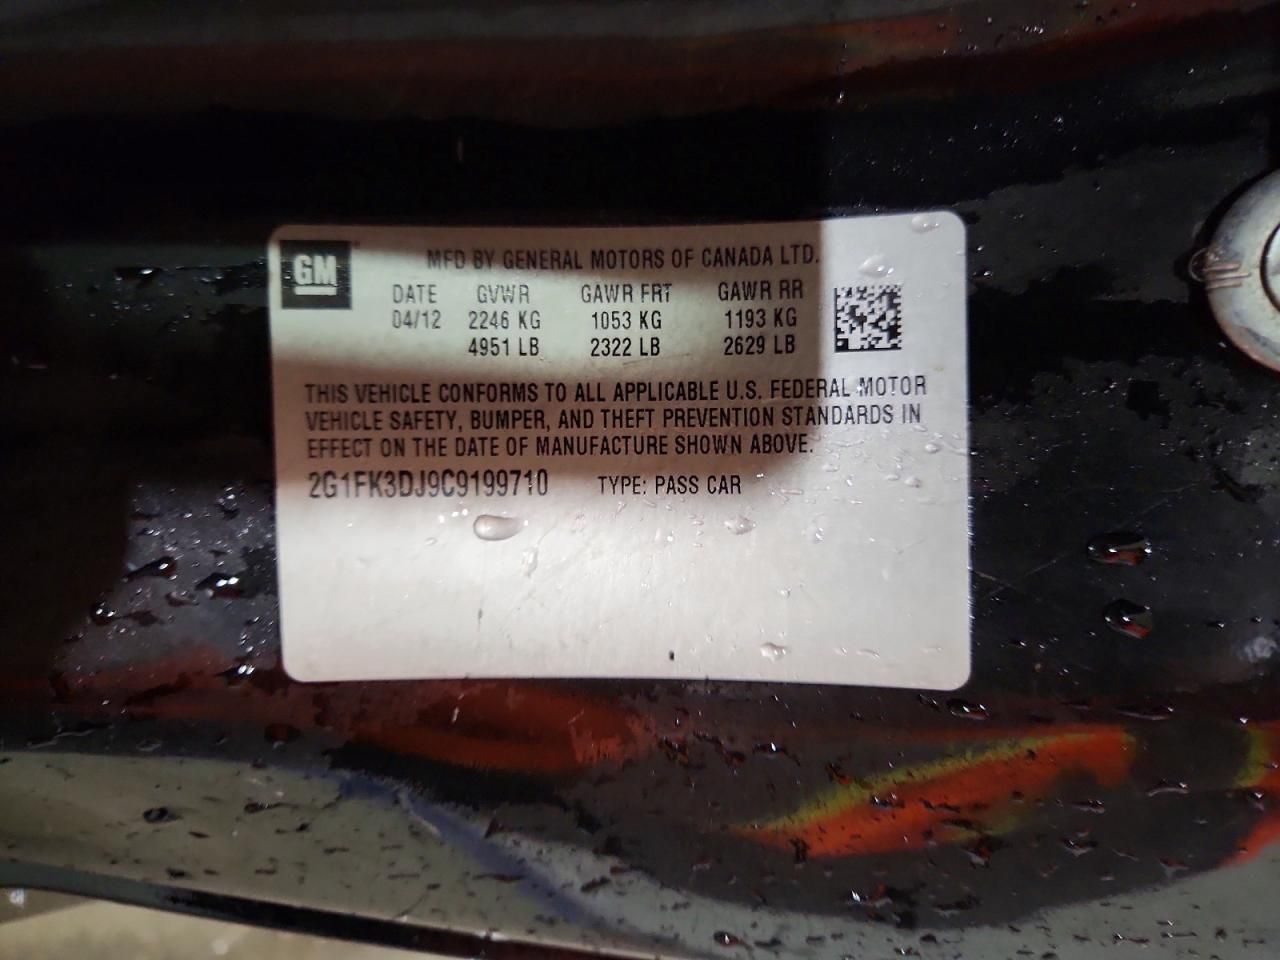 GM
MFD BY GENERAL MOTORS OF CANADA LTD.
DATE GVWR GAWR FRT GAWR RR
04/12 2246 KG 1053 KG 1193 KG
4951 LB 2322 LB 2629 LB
THIS VEHICLE CONFORMS TO ALL APPLICABLE U.S. FEDERAL MOTOR
VEHICLE SAFETY, BUMPER, AND THEFT PREVENTION STANDARDS IN
EFFECT ON THE DATE OF MANUFACTURE SHOWN ABOVE.
2G1FK3DJ9C9199710 TYPE: PASS CAR